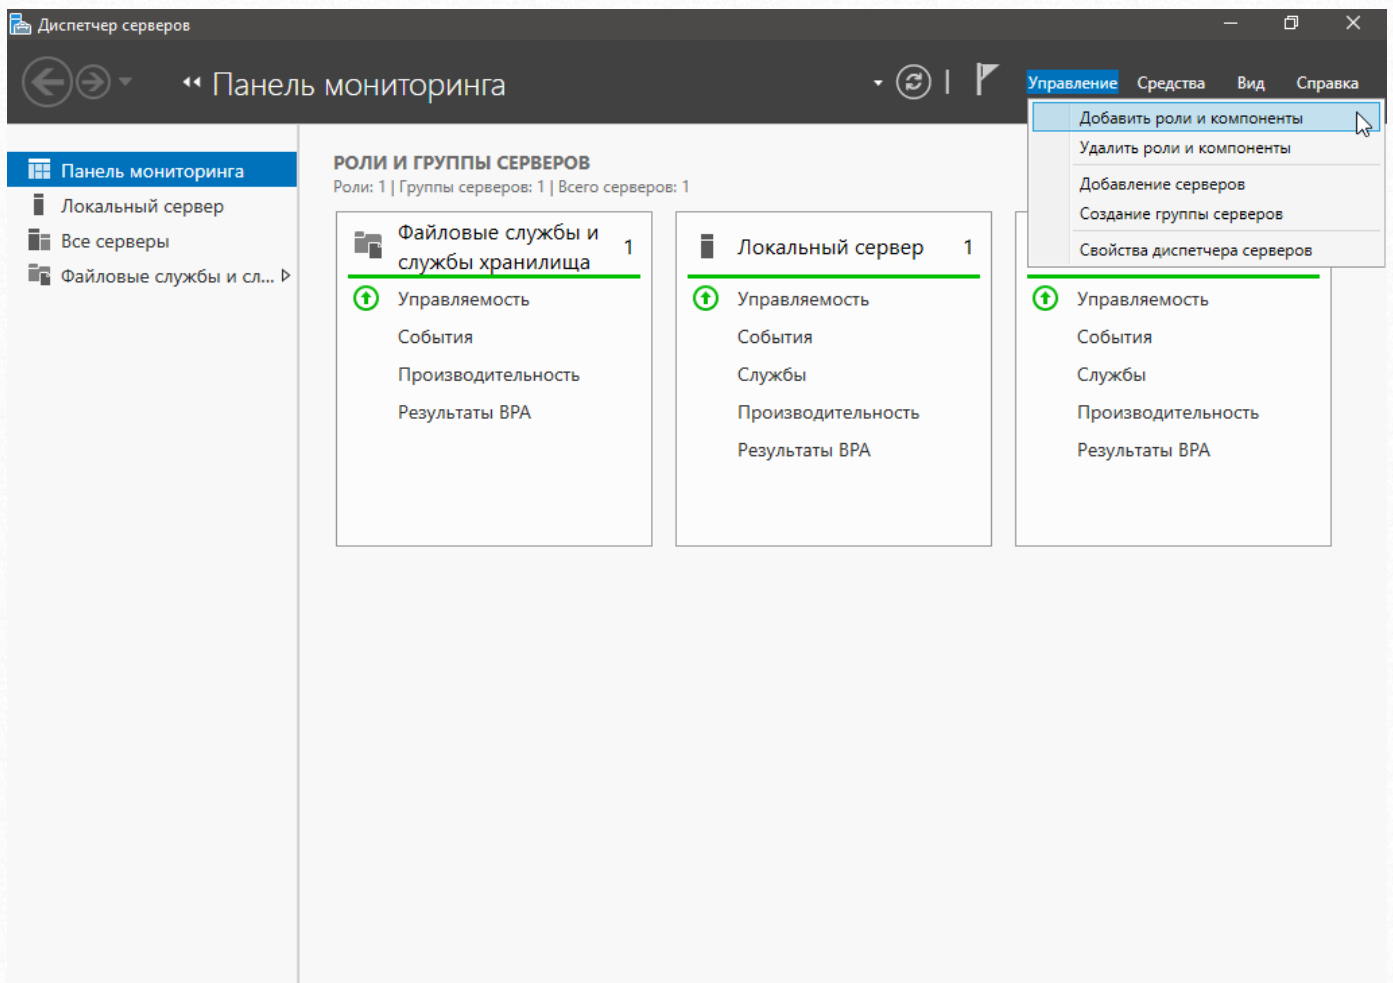 Диспетчер серверов
Панель мониторинга
Управление Средства Вид Справка
Добавить роли и компоненты
Удалить роли и компоненты
Добавление серверов
Создание группы серверов
Свойства диспетчера серверов
Панель мониторинга
Локальный сервер
Все серверы
Файловые службы и сл...
РОЛИ И ГРУППЫ СЕРВЕРОВ
Роли: 1 | Группы серверов: 1 | Всего серверов: 1
Файловые службы и
службы хранилища 1
Управляемость
События
Производительность
Результаты BPA
Локальный сервер 1
Управляемость
События
Службы
Производительность
Результаты BPA
Управляемость
События
Службы
Производительность
Результаты BPA